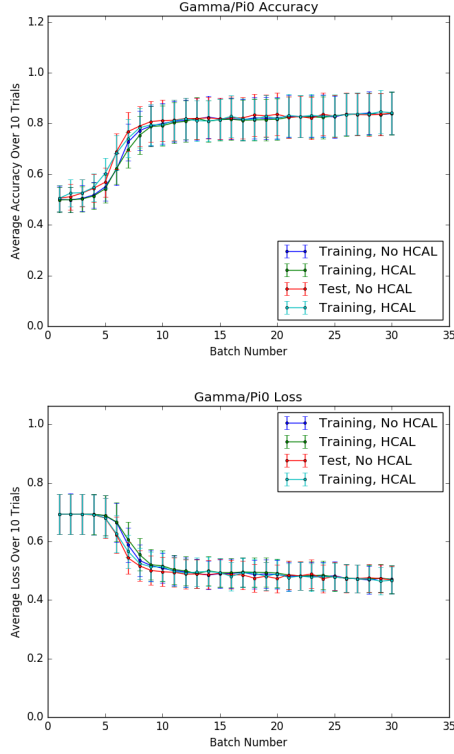 Gamma/Pi0 Accuracy
1.2
1.0
0.8
0.6
0.4
0.2
0.0
Average Accuracy Over 10 Trials
Training, No HCAL
Training, HCAL
Test, No HCAL
Training, HCAL
0 5 10 15 20 25 30 35
Batch Number
Gamma/Pi0 Loss
1.0
0.8
0.6
0.4
0.2
0.0
Average Loss Over 10 Trials
Training, No HCAL
Training, HCAL
Test, No HCAL
Training, HCAL
0 5 10 15 20 25 30 35
Batch Number